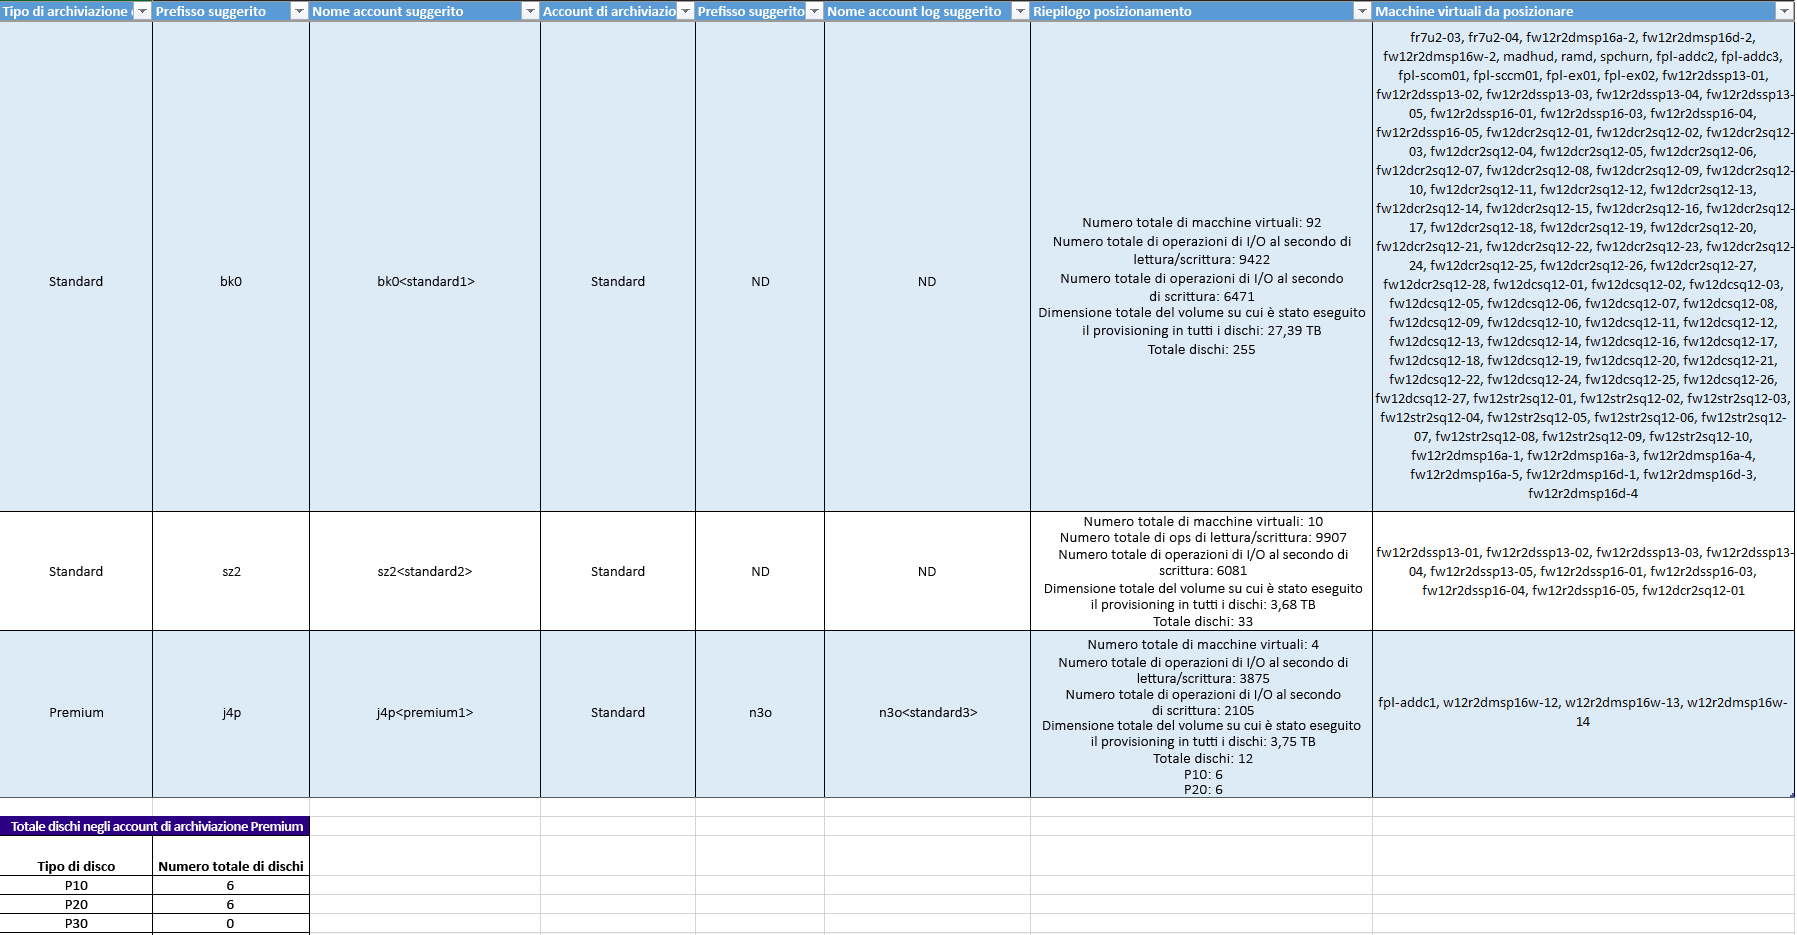 Tipo di archiviazione
Prefisso suggerito
Nome account suggerito
Account di archiviazio
Prefisso suggerito
Nome account log suggerito
Riepilogo posizionamento
Macchine virtuali da posizionare
Standard
bk0
bk0<standard1>
Standard
ND
ND
Numero totale di macchine virtuali: 92
Numero totale di operazioni di I/O al secondo di
lettura/scrittura: 9422
Numero totale di operazioni di I/O al secondo
di scrittura: 6471
Dimensione totale del volume su cui è stato eseguito
il provisioning in tutti i dischi: 27,39 TB
Totale dischi: 255
fr7u2-03, fr7u2-04, fw12r2dmsp16a-2, fw12r2dmsp16d-2,
fw12r2dmsp16w-2, madhud, ramd, spchurn, fpl-addc2, fpl-addc3,
fpl-scom01, fpl-sccm01, fpl-ex01, fpl-ex02, fw12r2dssp13-01,
fw12r2dssp13-02, fw12r2dssp13-03, fw12r2dssp13-04, fw12r2dssp13-
05, fw12r2dssp16-01, fw12r2dssp16-03, fw12r2dssp16-04,
fw12r2dssp16-05, fw12dcr2sq12-01, fw12dcr2sq12-02, fw12dcr2sq12-
03, fw12dcr2sq12-04, fw12dcr2sq12-05, fw12dcr2sq12-06,
fw12dcr2sq12-07, fw12dcr2sq12-08, fw12dcr2sq12-09, fw12dcr2sq12-
10, fw12dcr2sq12-11, fw12dcr2sq12-12, fw12dcr2sq12-13,
fw12dcr2sq12-14, fw12dcr2sq12-15, fw12dcr2sq12-16, fw12dcr2sq12-
17, fw12dcr2sq12-18, fw12dcr2sq12-19, fw12dcr2sq12-20,
fw12dcr2sq12-21, fw12dcr2sq12-22, fw12dcr2sq12-23, fw12dcr2sq12-
24, fw12dcr2sq12-25, fw12dcr2sq12-26, fw12dcr2sq12-27,
fw12dcr2sq12-28, fw12dcsq12-01, fw12dcsq12-02, fw12dcsq12-03,
fw12dcsq12-05, fw12dcsq12-06, fw12dcsq12-07, fw12dcsq12-08,
fw12dcsq12-09, fw12dcsq12-10, fw12dcsq12-11, fw12dcsq12-12,
fw12dcsq12-13, fw12dcsq12-14, fw12dcsq12-16, fw12dcsq12-17,
fw12dcsq12-18, fw12dcsq12-19, fw12dcsq12-20, fw12dcsq12-21,
fw12dcsq12-22, fw12dcsq12-24, fw12dcsq12-25, fw12dcsq12-26,
fw12dcsq12-27, fw12str2sq12-01, fw12str2sq12-02, fw12str2sq12-03,
fw12str2sq12-04, fw12str2sq12-05, fw12str2sq12-06, fw12str2sq12-
07, fw12str2sq12-08, fw12str2sq12-09, fw12str2sq12-10,
fw12r2dmsp16a-1, fw12r2dmsp16a-3, fw12r2dmsp16a-4,
fw12r2dmsp16a-5, fw12r2dmsp16d-1, fw12r2dmsp16d-3,
fw12r2dmsp16d-4
Standard
sz2
sz2<standard2>
Standard
ND
ND
Numero totale di macchine virtuali: 10
Numero totale di ops di lettura/scrittura: 9907
Numero totale di operazioni di I/O al secondo di
scrittura: 6081
Dimensione totale del volume su cui è stato eseguito
il provisioning in tutti i dischi: 3,68 TB
Totale dischi: 33
fw12r2dssp13-01, fw12r2dssp13-02, fw12r2dssp13-03, fw12r2dssp13-
04, fw12r2dssp13-05, fw12r2dssp16-01, fw12r2dssp16-03,
fw12r2dssp16-04, fw12r2dssp16-05, fw12dcr2sq12-01
Premium
j4p
j4p<premium1>
Standard
n3o
n3o<standard3>
Numero totale di macchine virtuali: 4
Numero totale di operazioni di I/O al secondo di
lettura/scrittura: 3875
Numero totale di operazioni di I/O al secondo
di scrittura: 2105
Dimensione totale del volume su cui è stato eseguito
il provisioning in tutti i dischi: 3,75 TB
Totale dischi: 12
P10: 6
P20: 6
fpl-addc1, w12r2dmsp16w-12, w12r2dmsp16w-13, w12r2dmsp16w-
14
Totale dischi negli account di archiviazione Premium
Tipo di disco
Numero totale di dischi
P10
6
P20
6
P30
0